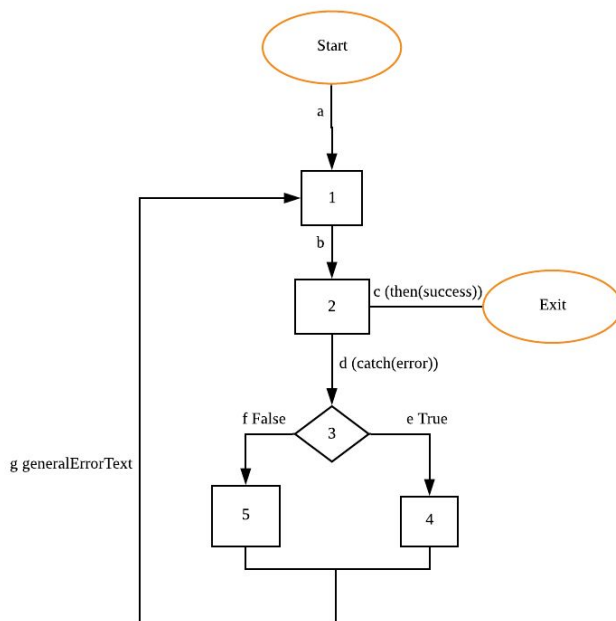 Start
a
1
b
2
c (then(success))
Exit
d (catch(error))
f False
3
e True
g generalErrorText
5
4